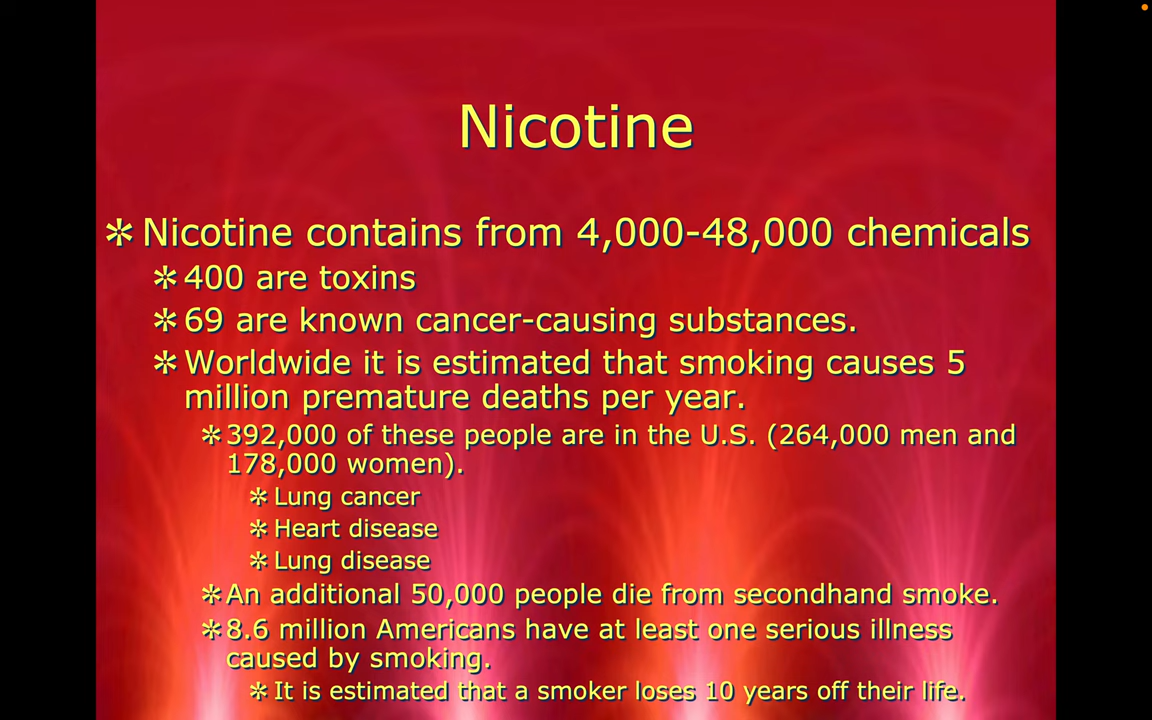 Nicotine
✲ Nicotine contains from 4,000-48,000 chemicals
✲ 400 are toxins
✲ 69 are known cancer-causing substances.
✲ Worldwide it is estimated that smoking causes 5
million premature deaths per year.
✲ 392,000 of these people are in the U.S. (264,000 men and
178,000 women).
✲ Lung cancer
✲ Heart disease
✲ Lung disease
✲ An additional 50,000 people die from secondhand smoke.
✲ 8.6 million Americans have at least one serious illness
caused by smoking.
✲ It is estimated that a smoker loses 10 years off their life.